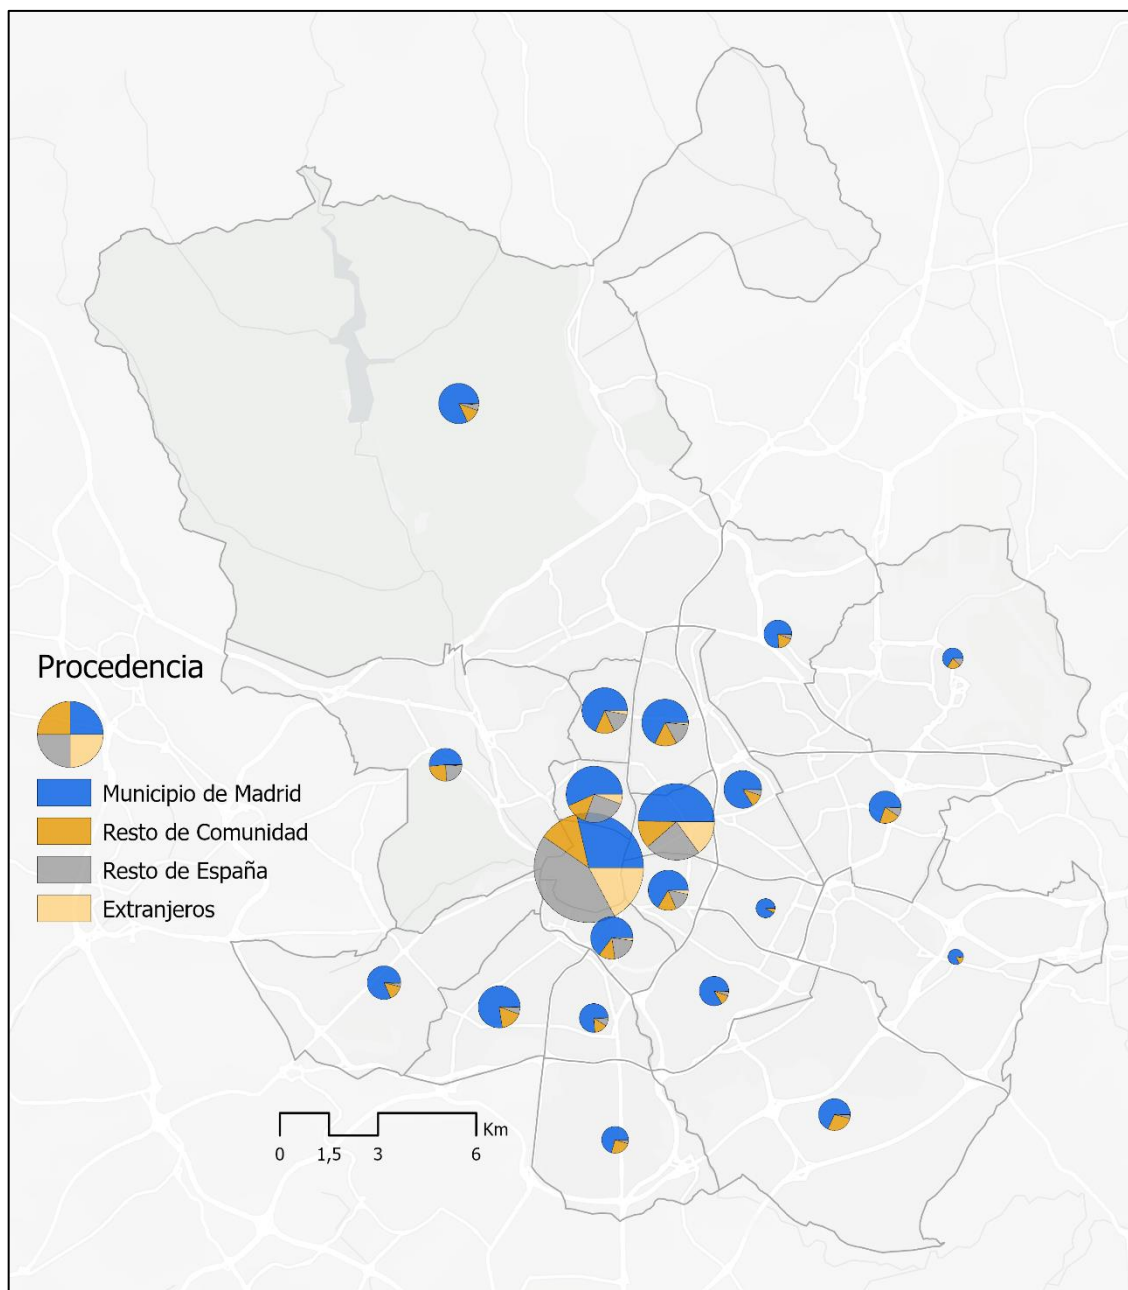 Procedencia
Municipio de Madrid
Resto de Comunidad
Resto de España
Extranjeros
Km
0 1,5 3 6